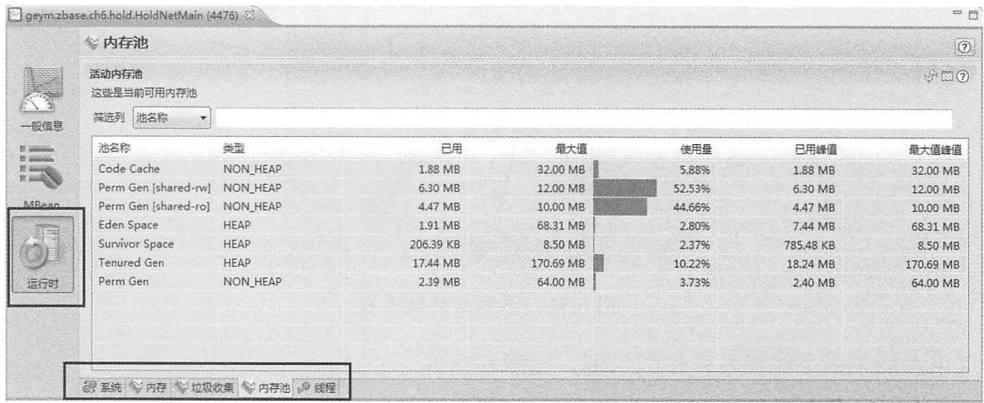 geym.zbase.ch6.hold.HoldNetMain (4476)
内存池
活动内存池
这些是当前可用内存池
筛选列 池名称
一般信息
MBean
运行时
池名称 类型 已用 最大值 使用量 已用峰值 最大值峰值
Code Cache NON_HEAP 1.88 MB 32.00 MB 5.88% 1.88 MB 32.00 MB
Perm Gen [shared-rw] NON_HEAP 6.30 MB 12.00 MB 52.53% 6.30 MB 12.00 MB
Perm Gen [shared-ro] NON_HEAP 4.47 MB 10.00 MB 44.66% 4.47 MB 10.00 MB
Eden Space HEAP 1.91 MB 68.31 MB 2.80% 7.44 MB 68.31 MB
Survivor Space HEAP 206.39 KB 8.50 MB 2.37% 785.48 KB 8.50 MB
Tenured Gen HEAP 17.44 MB 170.69 MB 10.22% 18.24 MB 170.69 MB
Perm Gen NON_HEAP 2.39 MB 64.00 MB 3.73% 2.40 MB 64.00 MB
系统 内存 垃圾收集 内存池 线程